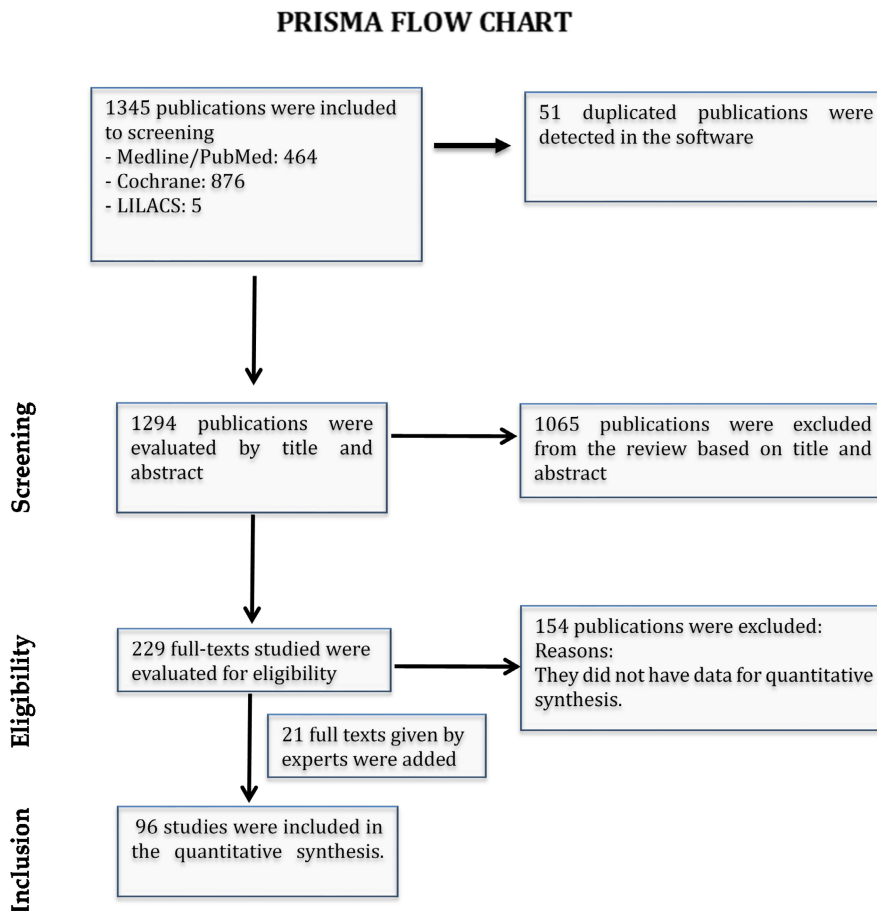 PRISMA FLOW CHART
1345 publications were included
to screening
- Medline/PubMed: 464
- Cochrane: 876
- LILACS: 5
51 duplicated publications were
detected in the software
Screening
1294 publications were
evaluated by title and
abstract
1065 publications were excluded
from the review based on title and
abstract
Eligibility
229 full-texts studied were
evaluated for eligibility
154 publications were excluded:
Reasons:
They did not have data for quantitative
synthesis.
21 full texts given by
experts were added
Inclusion
96 studies were included in
the quantitative synthesis.